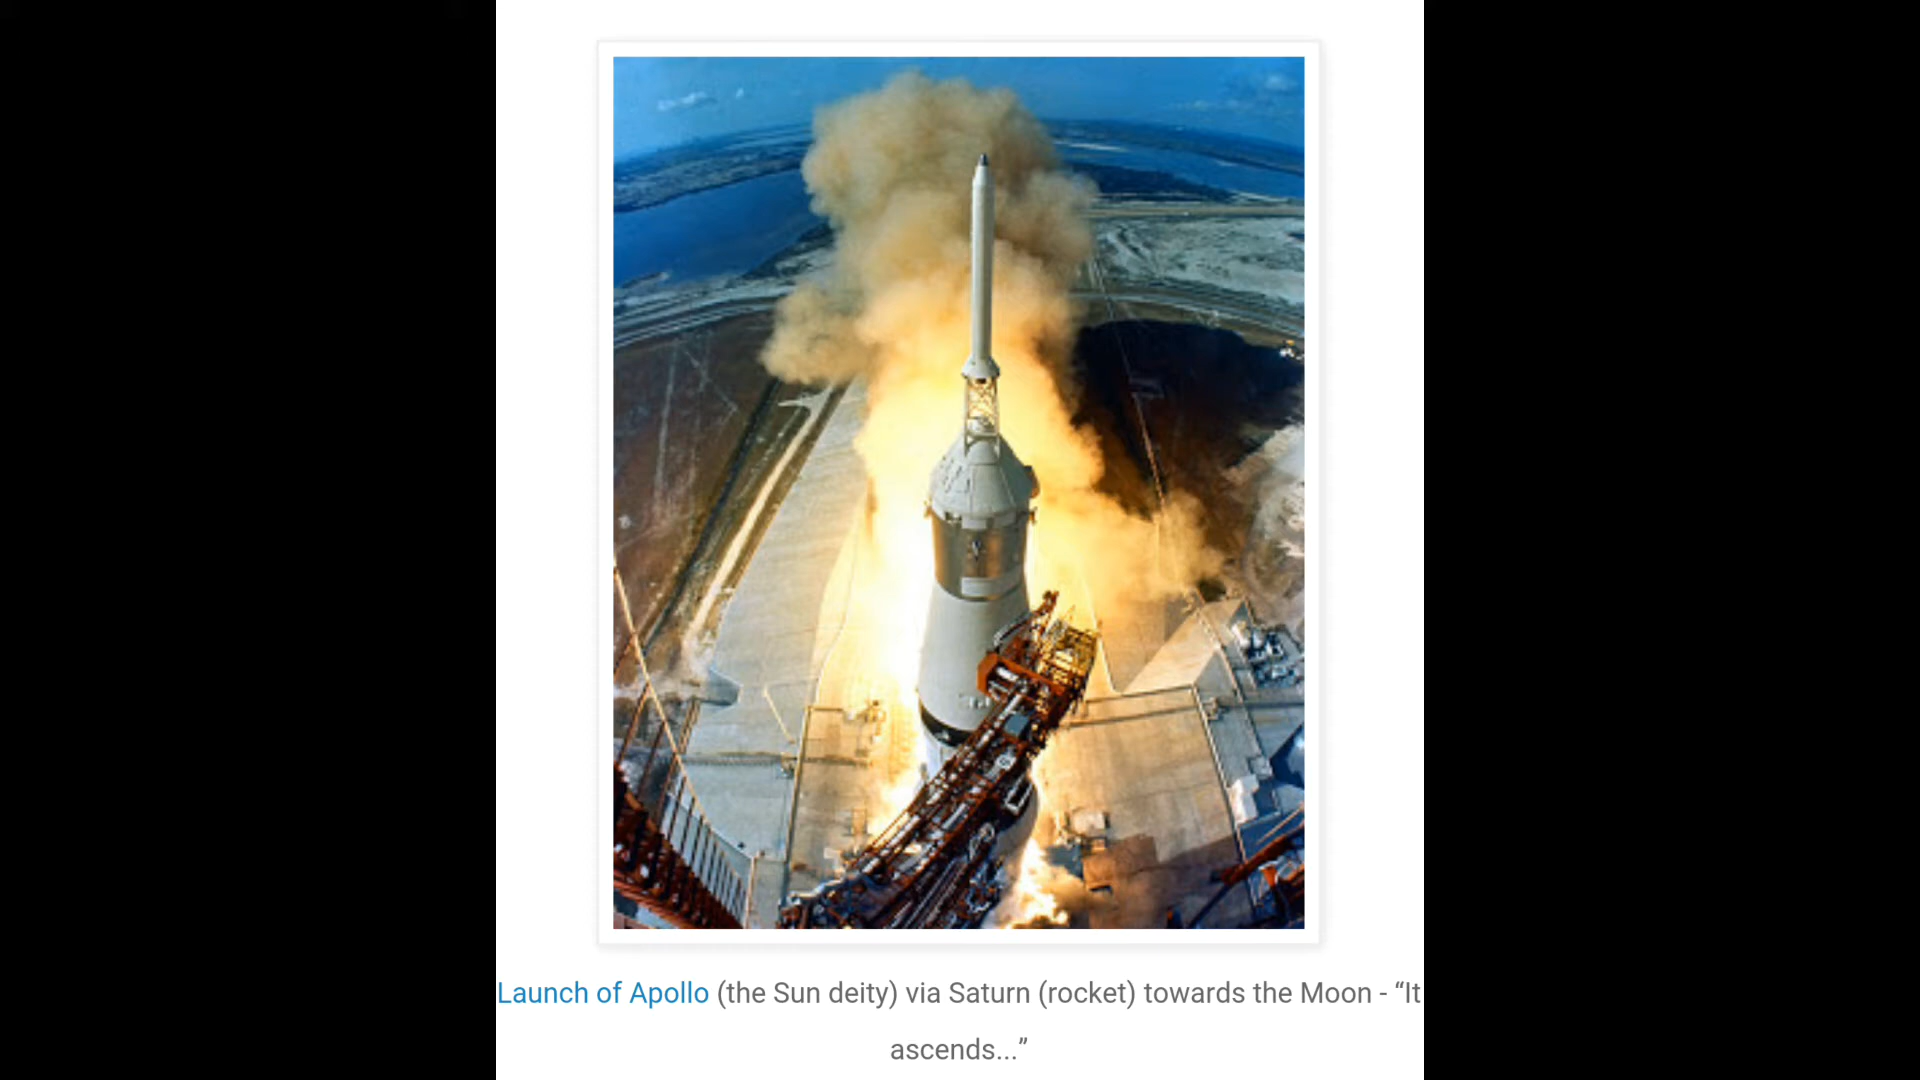 Launch of Apollo (the Sun deity) via Saturn (rocket) towards the Moon - “It
ascends...”